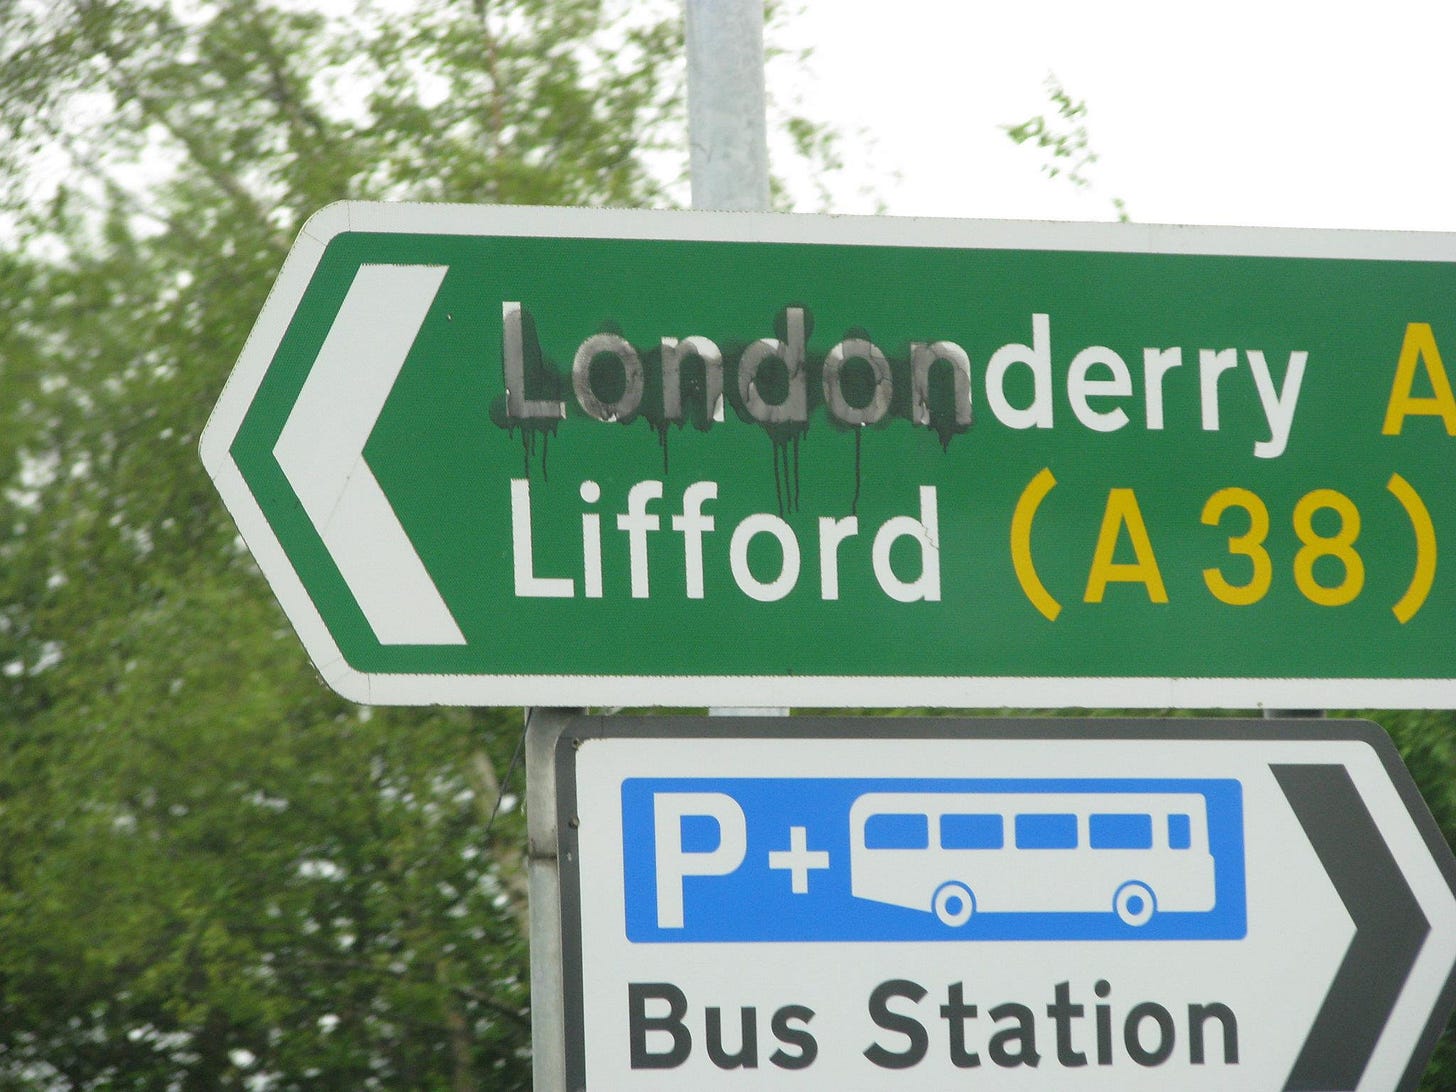 Londonderry A
Lifford (A38)
P+
Bus Station